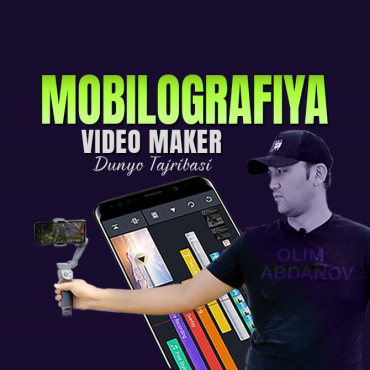 MOBILOGRAFIYA
VIDEO MAKER
Dunyo Tajribasi
OLIM
ABDANOV